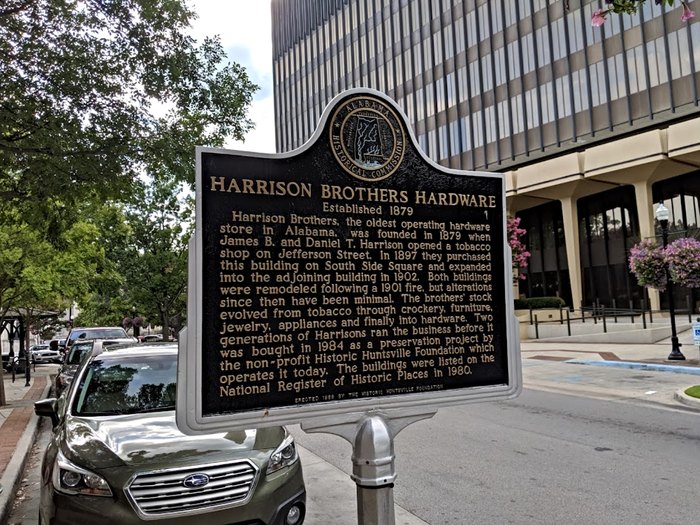 ALABAMA
HISTORICAL COMMISSION
HARRISON BROTHERS HARDWARE
Established 1879
Harrison Brothers, the oldest operating hardware
store in Alabama, was founded in 1879 when
James B. and Daniel T. Harrison opened a tobacco
shop on Jefferson Street. In 1897 they purchased
this building on South Side Square and expanded
into the adjoining building in 1902. Both buildings
were remodeled following a 1901 fire, but alterations
since then have been minimal. The brothers' stock
evolved from tobacco through crockery, furniture,
jewelry, appliances and finally into hardware. Two
generations of Harrisons ran the business before it
was bought in 1984 as a preservation project by
the non-profit Historic Huntsville Foundation which
operates it today. The buildings were listed on the
National Register of Historic Places in 1980.
ERECTED 1986 BY THE HISTORIC HUNTSVILLE FOUNDATION